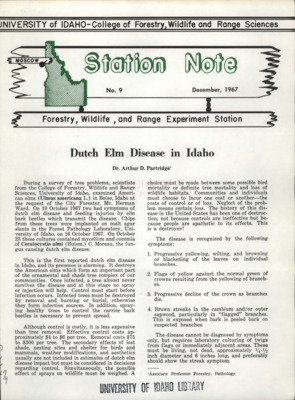 UNIVERSITY of IDAHO-College of Forestry, Wildlife and Range Sciences
MOSCOW
Station Note
No. 9
December, 1967
Forestry, Wildlife, and Range Experiment Station
Dutch Elm Disease in Idaho
Dr. Arthur D. Partridge
During a survey of tree problems, scientists
from the College of Forestry, Wildlife and Range
Sciences, University of Idaho, examined Ameri-
can elms (Ulmus americana L.) in Boise, Idaho at
the request of the City Forester, Mr. Herman
Ward. On 16 October 1967 two had symptoms of
dutch elm disease and feeding injuries by elm
bark beetles which transmit the disease. Chips
from these trees were implanted on malt agar
slants in the Forest Pathology Laboratory, Uni-
versity of Idaho, on 16 October 1967. On October
23 these cultures contained mycelium and coremia
of Ceratocystis ulmi (Buism.) C. Moreau, the fun-
gus causing dutch elm disease.
This is the first reported dutch elm disease
in Idaho, and its presence is alarming. It destroys
the American elms which form an important part
of the ornamental and shade tree complex of our
communities. Once infected, a tree almost never
survives the disease and at this stage no spray
or injection will help. Control must start before
infection occurs. Infected trees must be destroyed
by removal and burning or burial, otherwise
they form infection sources. In addition, spray-
ing healthy trees to control the carrier bark
beetles is necessary to prevent spread.
Although control is costly, it is less expensive
than tree removal. Effective control costs ap-
proximately $4 to $6 per tree. Removal costs $75
to $300 per tree. The secondary effects of lost
shade, nesting sites and shelter for birds and
mammals, weather modifications, and aesthetics
usually are not included in estimates of dutch elm
disease impact but must be considered in decisions
regarding control. Simultaneously, the possible
effect of sprays on wildlife must be weighed. A
choice must be made between some possible bird
mortality or definite tree mortality and loss of
wildlife habitats. Communities and individuals
must choose to incur one cost or another—the
costs of control or of loss. Neglect of the prob-
lem means certain loss. The history of this dis-
ease in the United States has been one of destruc-
tion, not because controls are ineffective but be-
cause people are apathetic to its effects. This
is a destroyer!
The disease is recognized by the following
symptoms:
1. Progressive yellowing, wilting, and browning
or blackening of the leaves on individual
branches.
2. Flags of yellow against the normal green of
crowns resulting from the yellowing of branch-
es.
3. Progressive decline of the crown as branches
die.
4. Brown streaks in the cambium and/or outer
sapwood, particularly in "flagged" branches.
This is exposed when bark is peeled back on
suspected branches.
The disease cannot be diagnosed by symptoms
only, but requires laboratory culturing of twigs
from flags or immediately adjacent areas. These
must be living, not dead, approximately
inch diameter and 6 inches long, and preferably
should show the streak symptom.
Associate Professor Forestry, Pathology
UNIVERSITY OF IDAHO LIBRARY